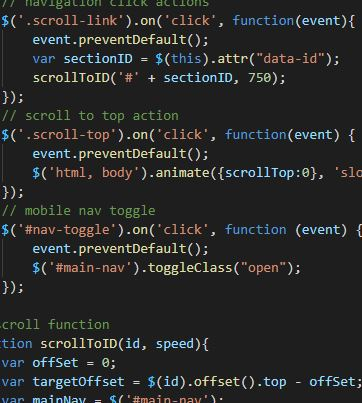 // navigation click actions
$('.scroll-link').on('click', function(event){
event.preventDefault();
var sectionID = $(this).attr("data-id");
scrollToID('#' + sectionID, 750);
});
// scroll to top action
$('.scroll-top').on('click', function(event) {
event.preventDefault();
$('html, body').animate({scrollTop:0}, 'slo
});
// mobile nav toggle
$('#nav-toggle').on('click', function (event) {
event.preventDefault();
$('#main-nav').toggleClass("open");
});
croll function
tion scrollToID(id, speed){
var offSet = 0;
var targetOffset = $(id).offset().top - offSet;
var mainNav = $('#main-nav');